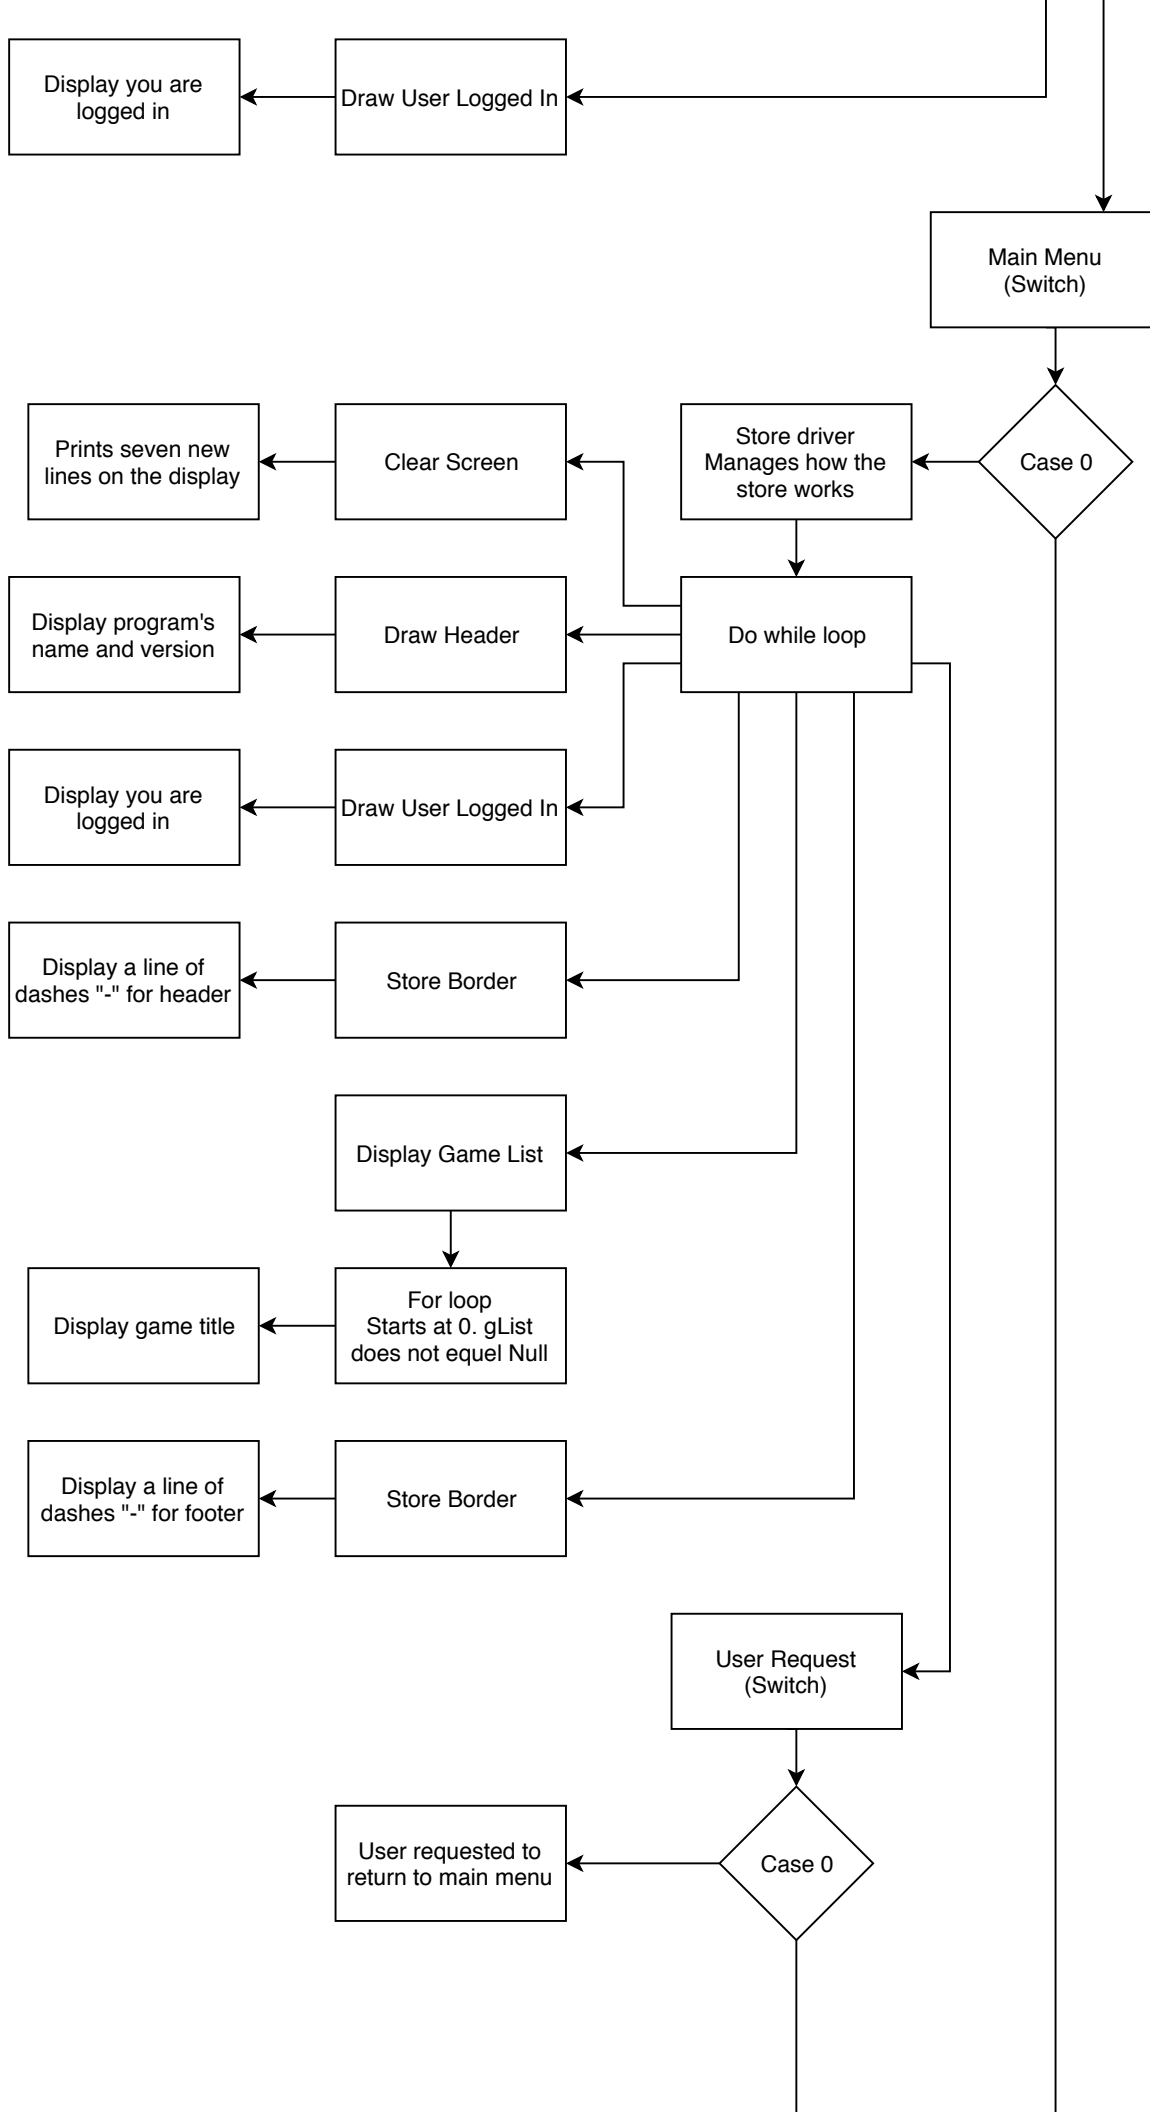 Display you are
logged in
Draw User Logged In
Main Menu
(Switch)
Prints seven new
lines on the display
Clear Screen
Store driver
Manages how the
store works
Case 0
Display program's
name and version
Draw Header
Do while loop
Display you are
logged in
Draw User Logged In
Display a line of
dashes "-" for header
Store Border
Display Game List
Display game title
For loop
Starts at 0. gList
does not equel Null
Display a line of
dashes "-" for footer
Store Border
User Request
(Switch)
User requested to
return to main menu
Case 0